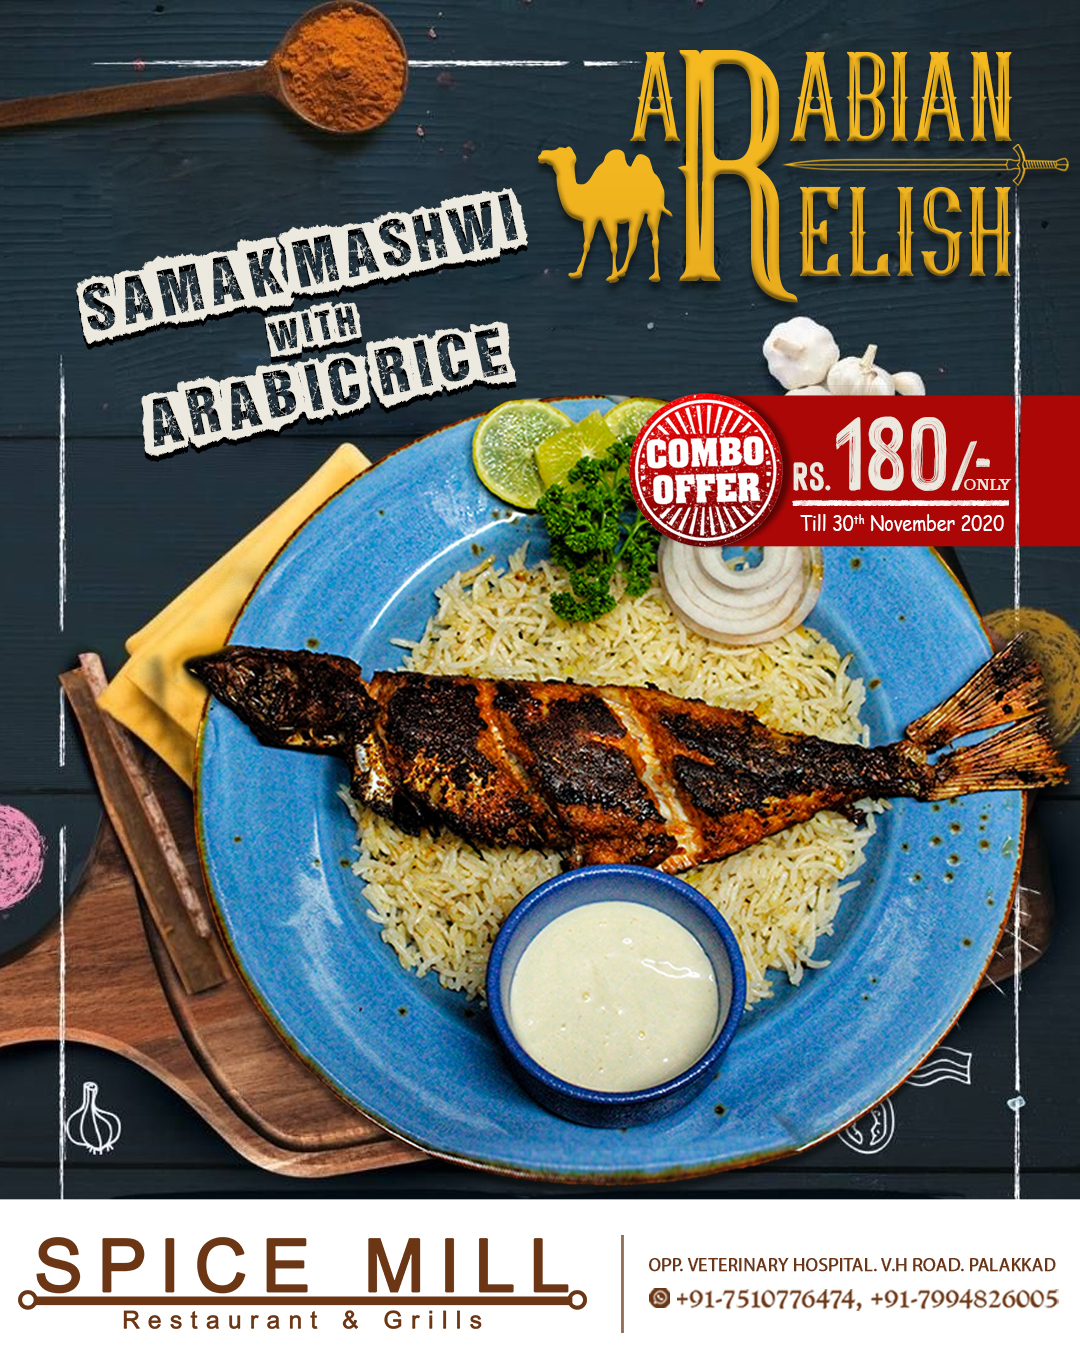 ARABIAN
RELISH
SAMAK MASHWI
WITH
ARABIC RICE
COMBO
OFFER
RS. 180/-
ONLY
Till 30th November 2020
SPICE MILL
Restaurant & Grills
OPP. VETERINARY HOSPITAL. V.H ROAD. PALAKKAD
+91-7510776474, +91-7994826005